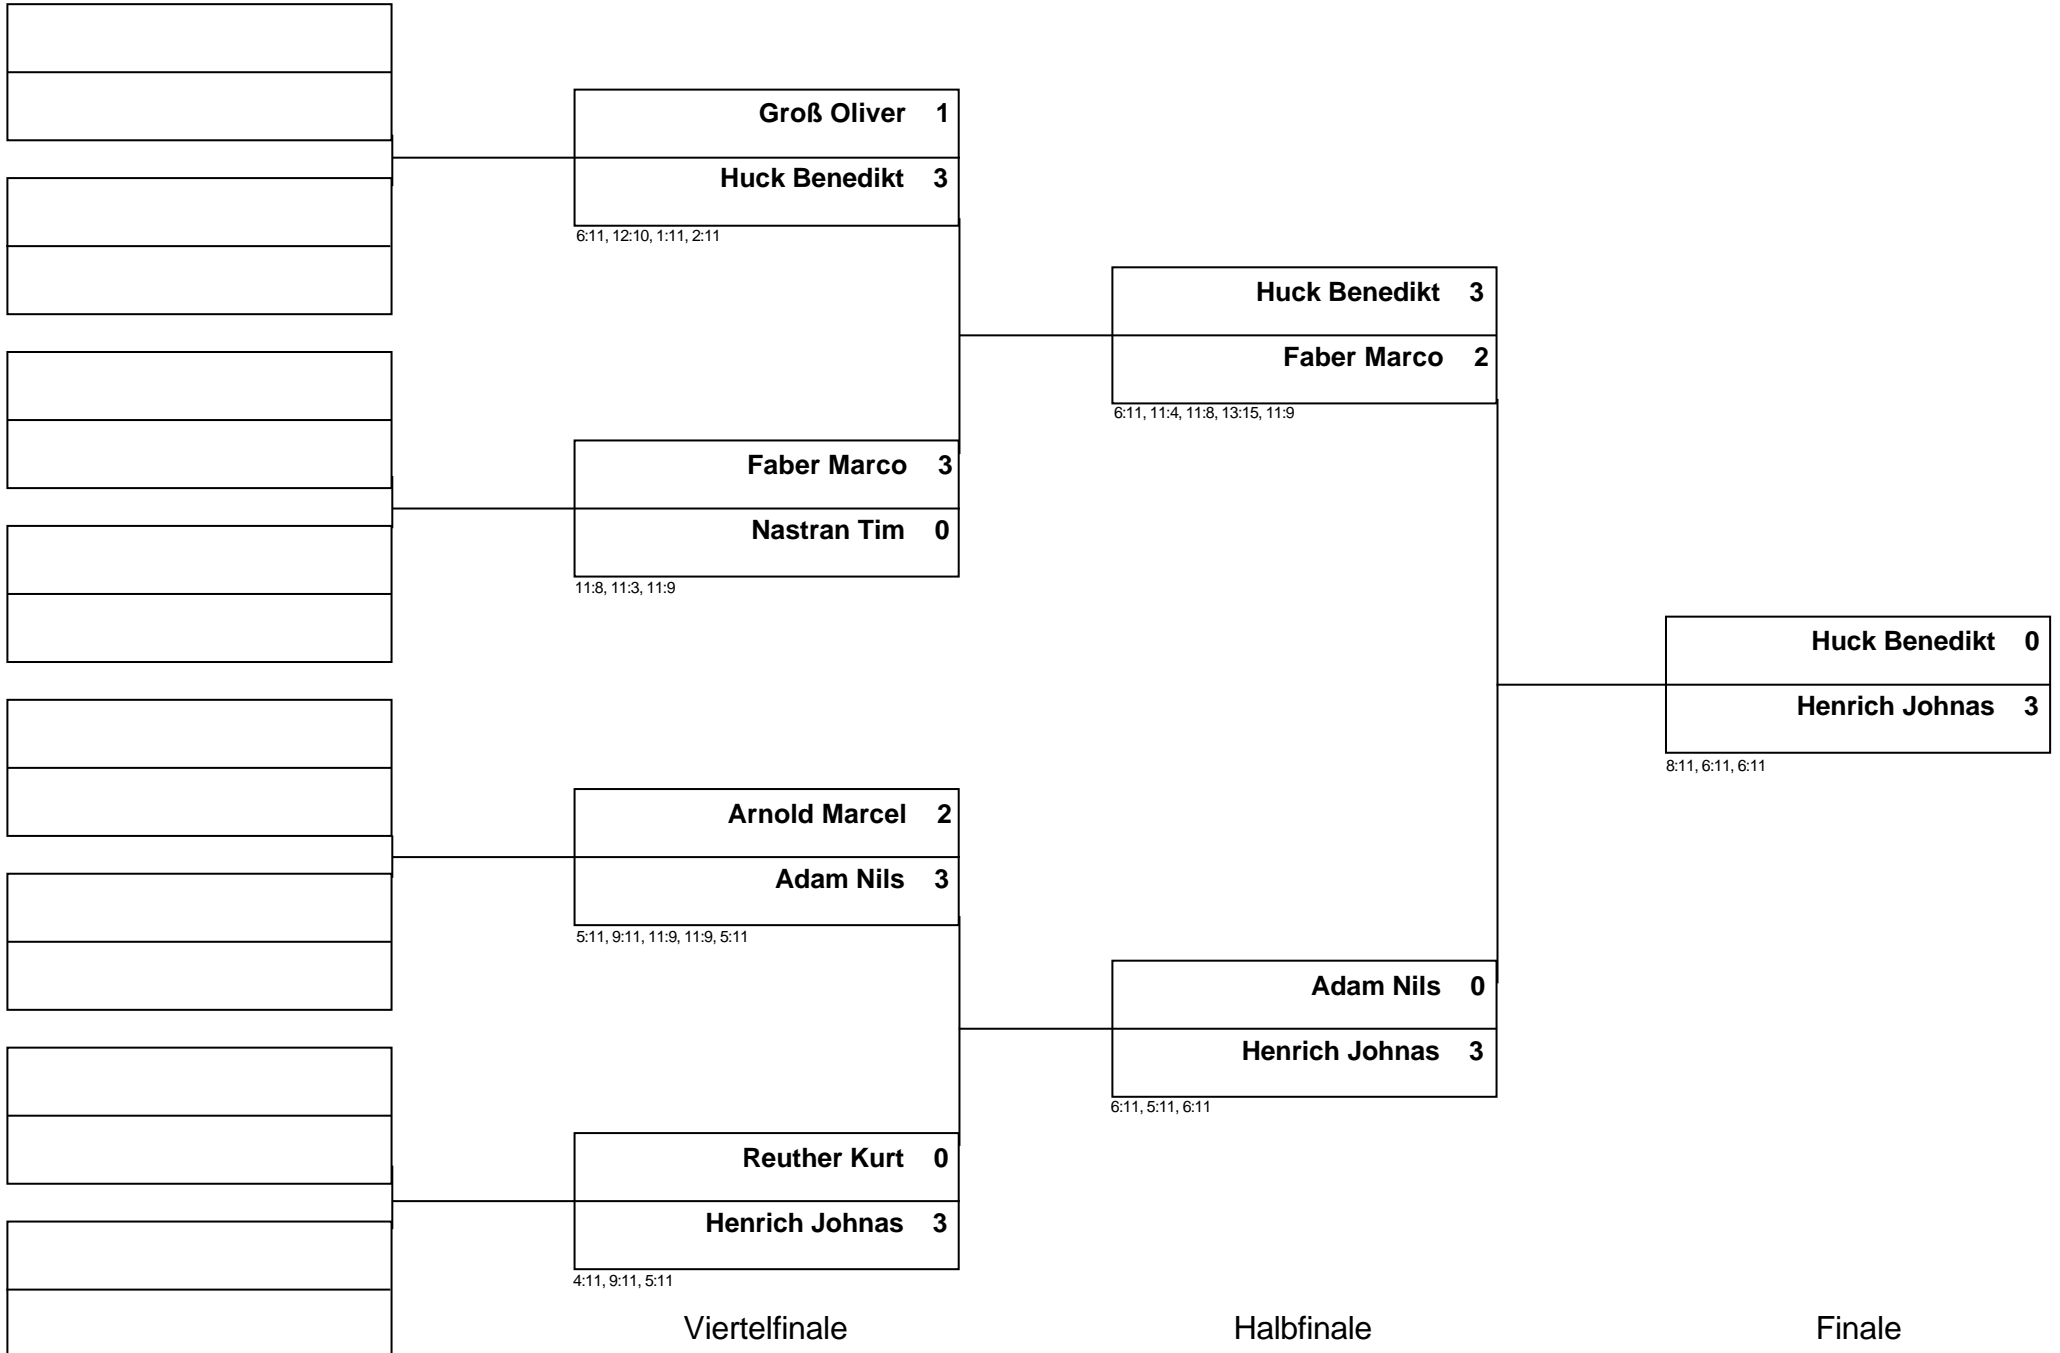 Groß Oliver 1
Huck Benedikt 3
6:11, 12:10, 1:11, 2:11
Faber Marco 3
Nastran Tim 0
11:8, 11:3, 11:9
Arnold Marcel 2
Adam Nils 3
5:11, 9:11, 11:9, 11:9, 5:11
Reuther Kurt 0
Henrich Johnas 3
4:11, 9:11, 5:11
Viertelfinale
Huck Benedikt 3
Faber Marco 2
6:11, 11:4, 11:8, 13:15, 11:9
Adam Nils 0
Henrich Johnas 3
6:11, 5:11, 6:11
Halbfinale
Huck Benedikt 0
Henrich Johnas 3
8:11, 6:11, 6:11
Finale